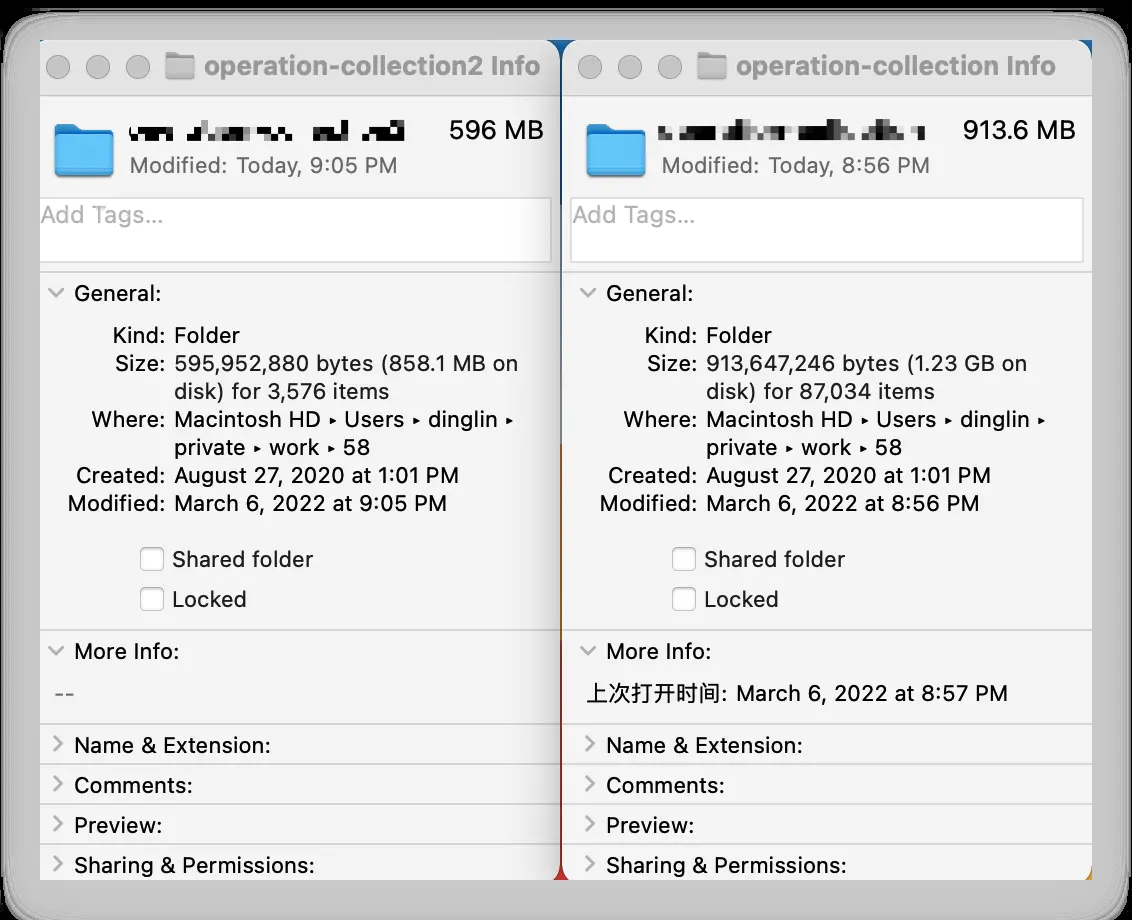 operation-collection2 Info
596 MB
Modified: Today, 9:05 PM
Add Tags...
General:
Kind: Folder
Size: 595,952,880 bytes (858.1 MB on
disk) for 3,576 items
Where: Macintosh HD ▸ Users ▸ dinglin ▸
private ▸ work ▸ 58
Created: August 27, 2020 at 1:01 PM
Modified: March 6, 2022 at 9:05 PM
Shared folder
Locked
More Info:
--
Name & Extension:
Comments:
Preview:
Sharing & Permissions:
operation-collection Info
913.6 MB
Modified: Today, 8:56 PM
Add Tags...
General:
Kind: Folder
Size: 913,647,246 bytes (1.23 GB on
disk) for 87,034 items
Where: Macintosh HD ▸ Users ▸ dinglin ▸
private ▸ work ▸ 58
Created: August 27, 2020 at 1:01 PM
Modified: March 6, 2022 at 8:56 PM
Shared folder
Locked
More Info:
上次打开时间: March 6, 2022 at 8:57 PM
Name & Extension:
Comments:
Preview:
Sharing & Permissions: